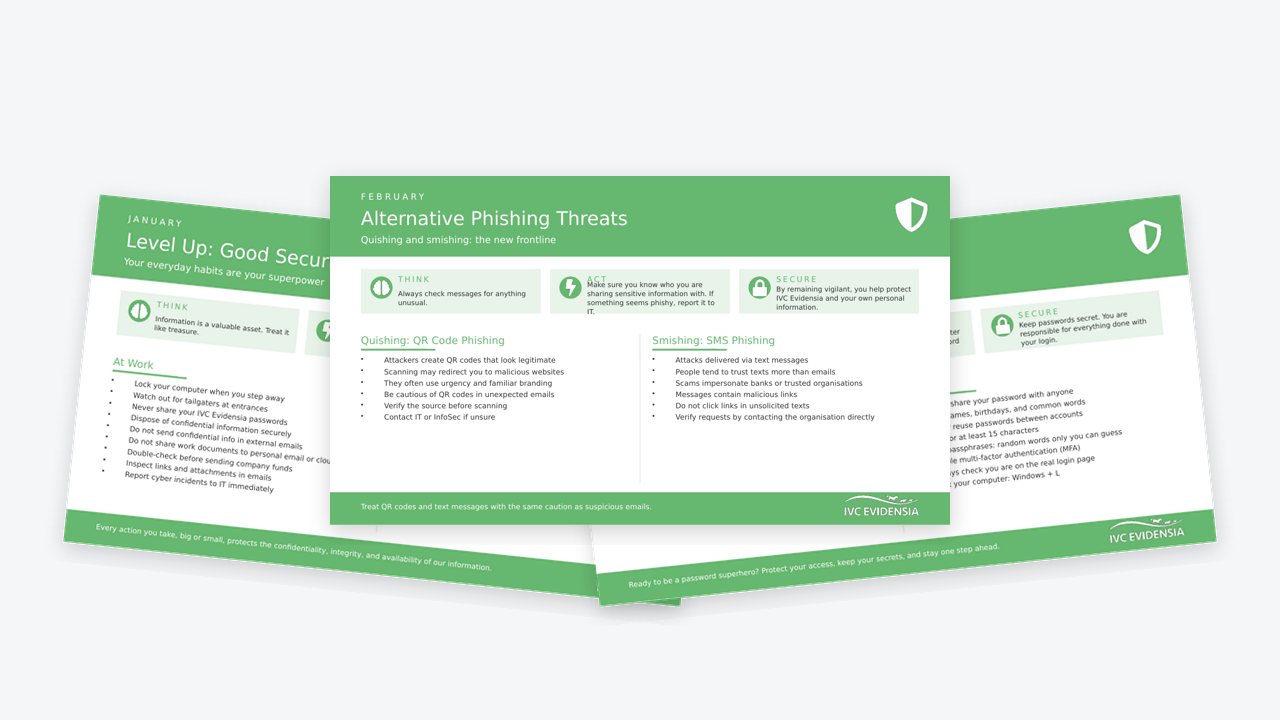 JANUARY
Level Up: Good Secur
Your everyday habits are your superpower
THINK
Information is a valuable asset. Treat it
like treasure.
At Work
• Lock your computer when you step away
• Watch out for tailgaters at entrances
• Never share your IVC Evidensia passwords
• Dispose of confidential information securely
• Do not send confidential info in external emails
• Do not share work documents to personal email or clou
• Double-check before sending company funds
• Inspect links and attachments in emails
• Report cyber incidents to IT immediately
Every action you take, big or small, protects the confidentiality, integrity, and availability of our information.
FEBRUARY
Alternative Phishing Threats
Quishing and smishing: the new frontline
THINK
Always check messages for anything
unusual.
ACT
Make sure you know who you are
sharing sensitive information with. If
something seems phishy, report it to
IT.
SECURE
By remaining vigilant, you help protect
IVC Evidensia and your own personal
information.
Quishing: QR Code Phishing
• Attackers create QR codes that look legitimate
• Scanning may redirect you to malicious websites
• They often use urgency and familiar branding
• Be cautious of QR codes in unexpected emails
• Verify the source before scanning
• Contact IT or InfoSec if unsure
Smishing: SMS Phishing
• Attacks delivered via text messages
• People tend to trust texts more than emails
• Scams impersonate banks or trusted organisations
• Messages contain malicious links
• Do not click links in unsolicited texts
• Verify requests by contacting the organisation directly
Treat QR codes and text messages with the same caution as suspicious emails.
IVC EVIDENSIA
SECURE
Keep passwords secret. You are
responsible for everything done with
your login.
share your password with anyone
ames, birthdays, and common words
reuse passwords between accounts
or at least 15 characters
assphrases: random words only you can guess
le multi-factor authentication (MFA)
ys check you are on the real login page
your computer: Windows + L
Ready to be a password superhero? Protect your access, keep your secrets, and stay one step ahead.
IVC EVIDENSIA